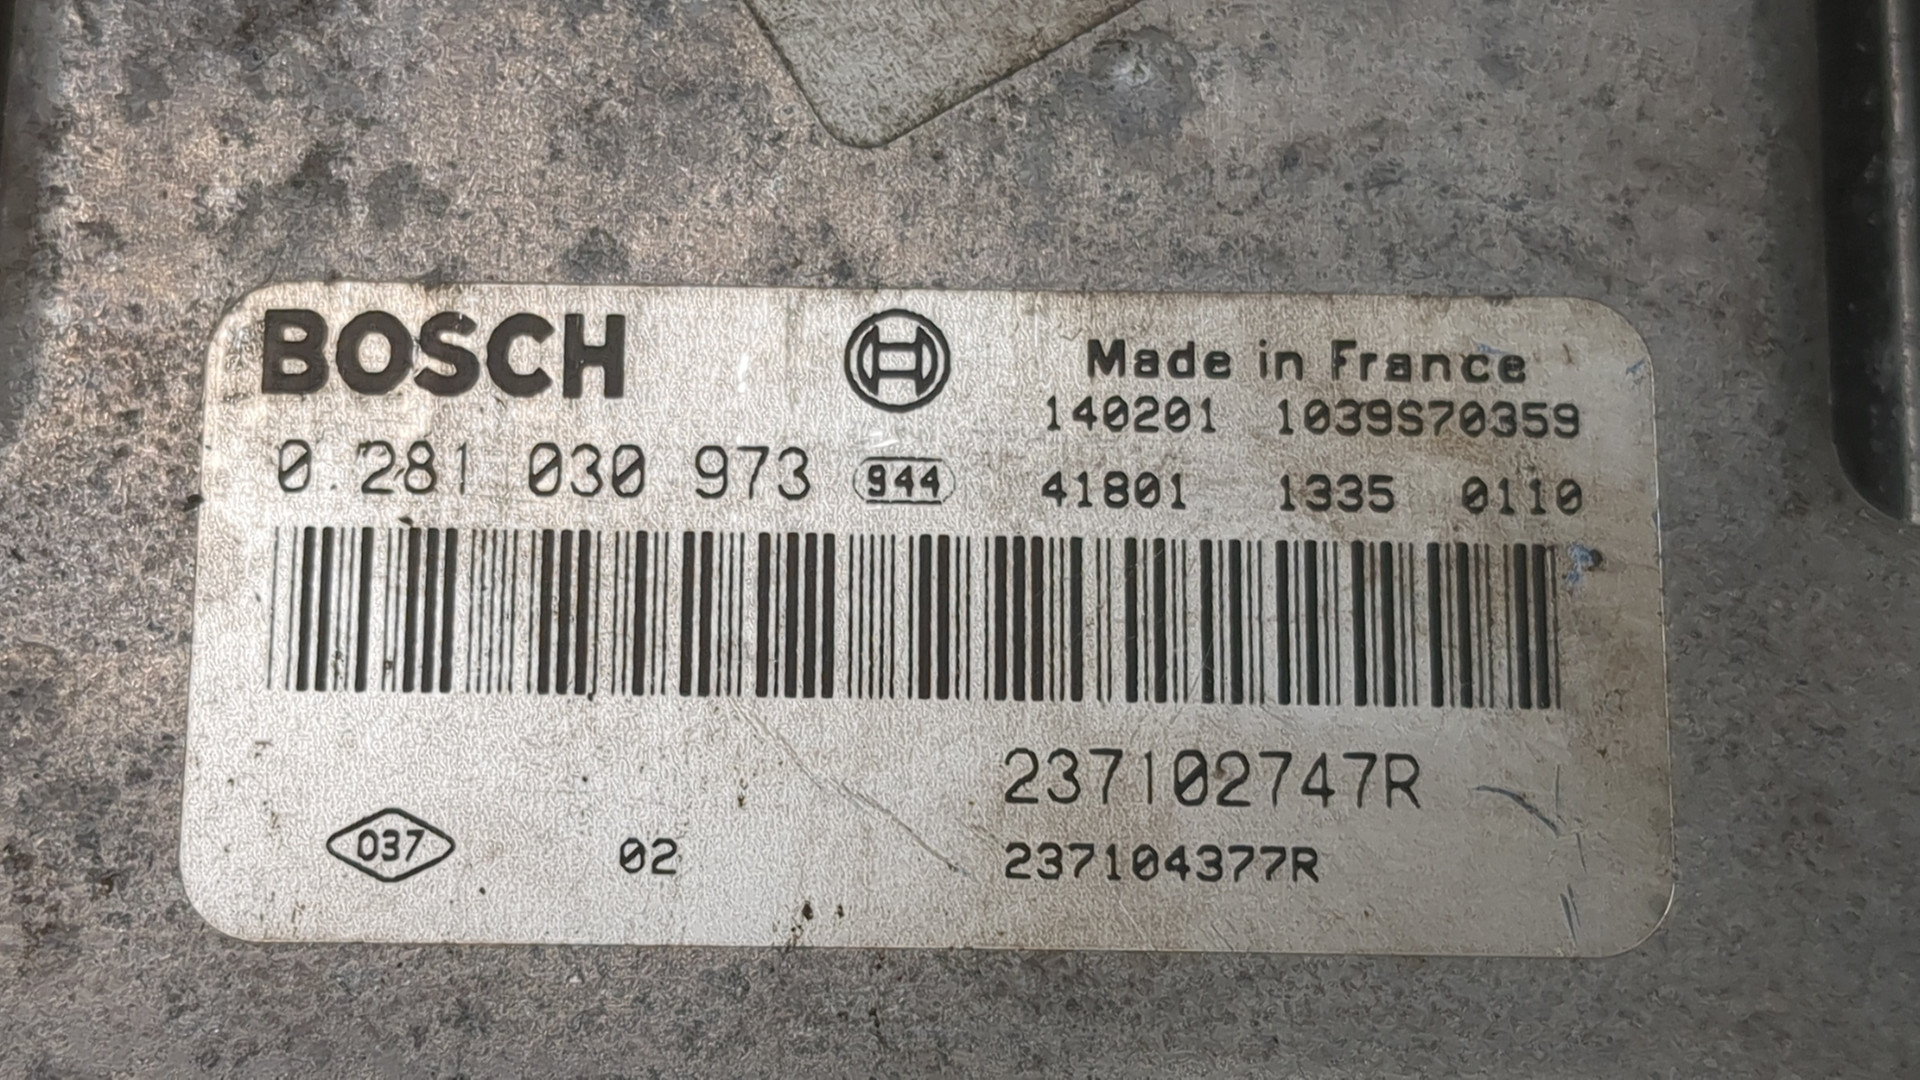 BOSCH
Made in France
140201 1039S70359
0 281 030 973 944
41801 1335 0110
237102747R
037 02 237104377R